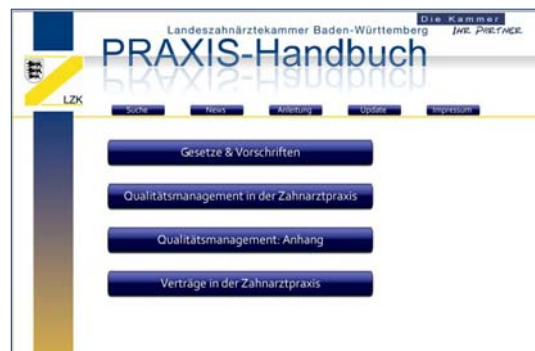 Landeszahnärztekammer Baden-Württemberg
Die Kammer
IHR PARTNER
PRAXIS-Handbuch
LZK
Suche
News
Anleitung
Update
Impressum
Gesetze & Vorschriften
Qualitätsmanagement in der Zahnarztpraxis
Qualitätsmanagement: Anhang
Verträge in der Zahnarztpraxis